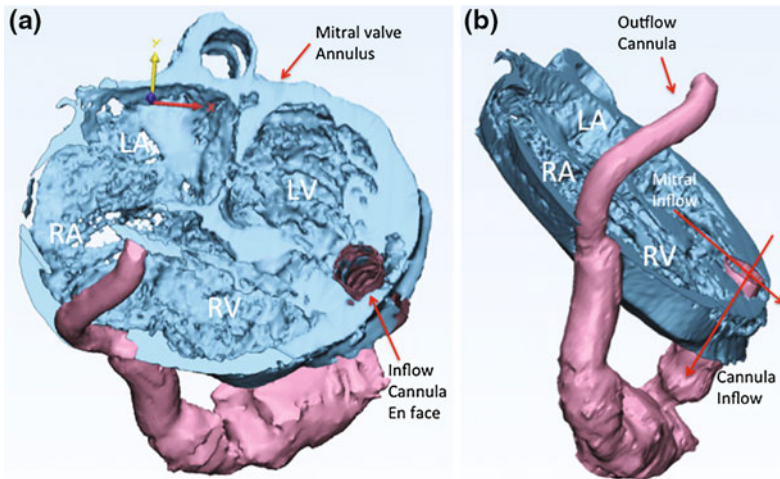 (a)
Y
Mitral valve
Annulus
X
LA
LV
RA
RV
Inflow
Cannula
En face
(b)
Outflow
Cannula
LA
RA
Mitral
Inflow
RV
Cannula
Inflow